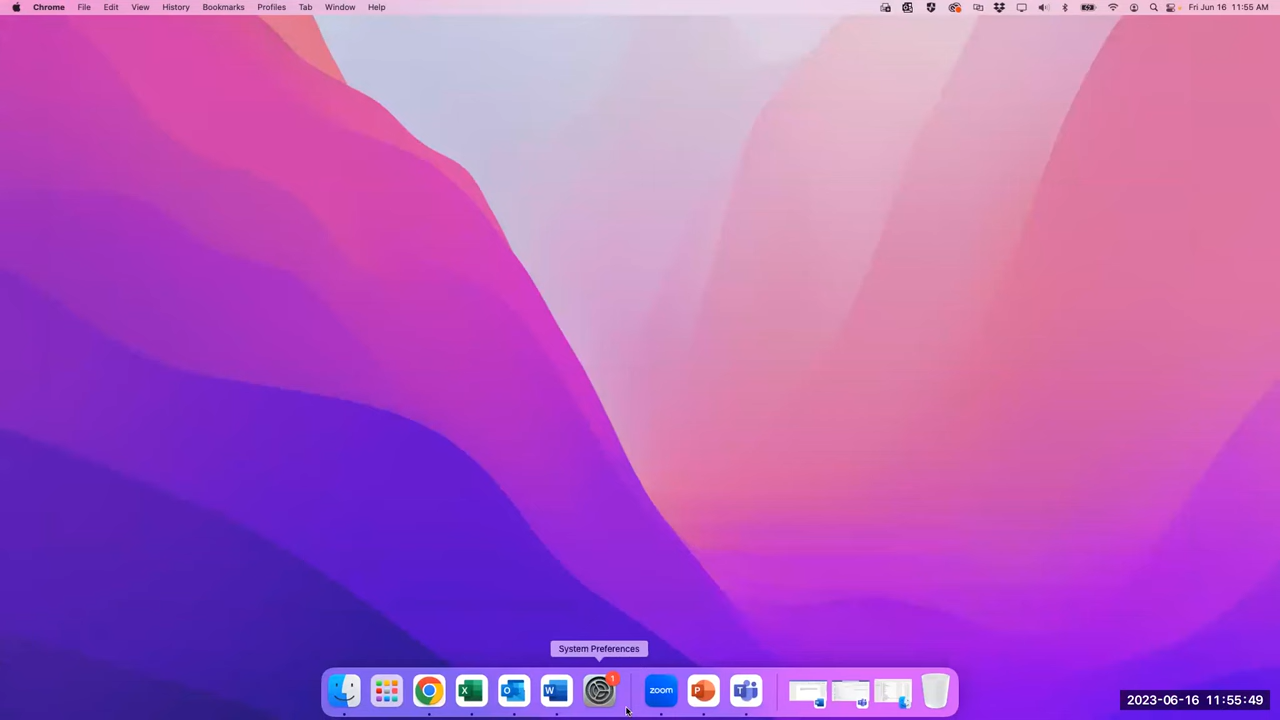 Chrome File Edit View History Bookmarks Profiles Tab Window Help Fri Jun 16 11:55 AM
System Preferences
1
zoom
2023-06-16 11:55:49